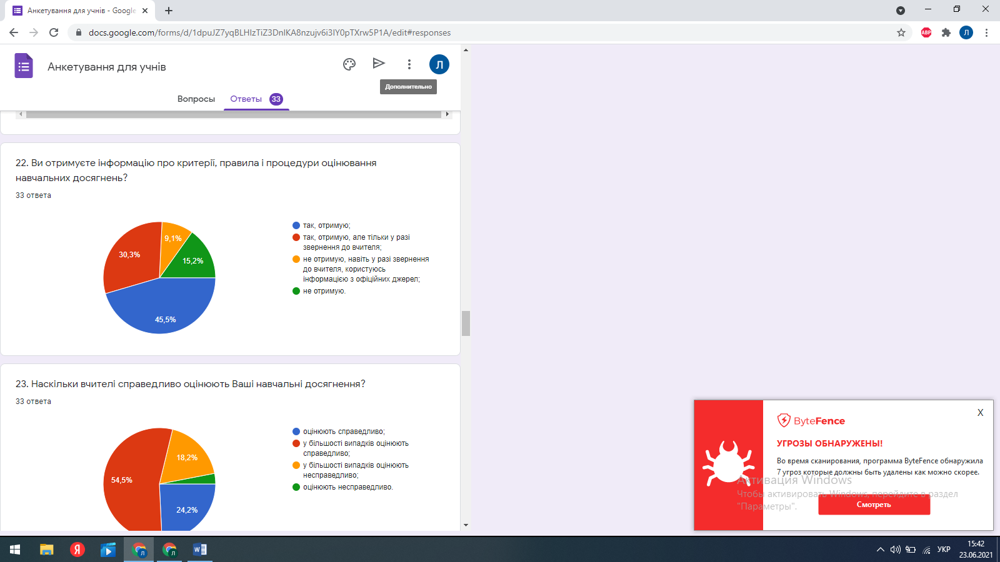 Анкетування для учнів - Google
docs.google.com/forms/d/1dpuJZ7yqBLHIzTiZ3DnIKA8nzujv6i3IY0pTXrw5P1A/edit#responses
ABP
Л
Анкетування для учнів
Л
Дополнительно
Вопросы
Ответы 33
22. Ви отримуєте інформацію про критерії, правила і процедури оцінювання
навчальних досягнень?
33 ответа
9,1%
30,3%
15,2%
45,5%
так, отримую;
так, отримую, але тільки у разі
звернення до вчителя;
не отримую, навіть у разі звернення
до вчителя, користуюсь
інформацією з офіційних джерел;
не отримую.
23. Наскільки вчителі справедливо оцінюють Ваші навчальні досягнення?
33 ответа
18,2%
54,5%
24,2%
оцінюють справедливо;
у більшості випадків оцінюють
справедливо;
у більшості випадків оцінюють
несправедливо;
оцінюють несправедливо.
X
ByteFence
УГРОЗЫ ОБНАРУЖЕНЫ!
Во время сканирования, программа ByteFence обнаружила
7 угроз которые должны быть удалены как можно скорее.
Активация Windows
Чтобы активировать Windows, перейдите в раздел
"Параметры".
Смотреть
Я
Л
Л
W
УКР
15:42
23.06.2021